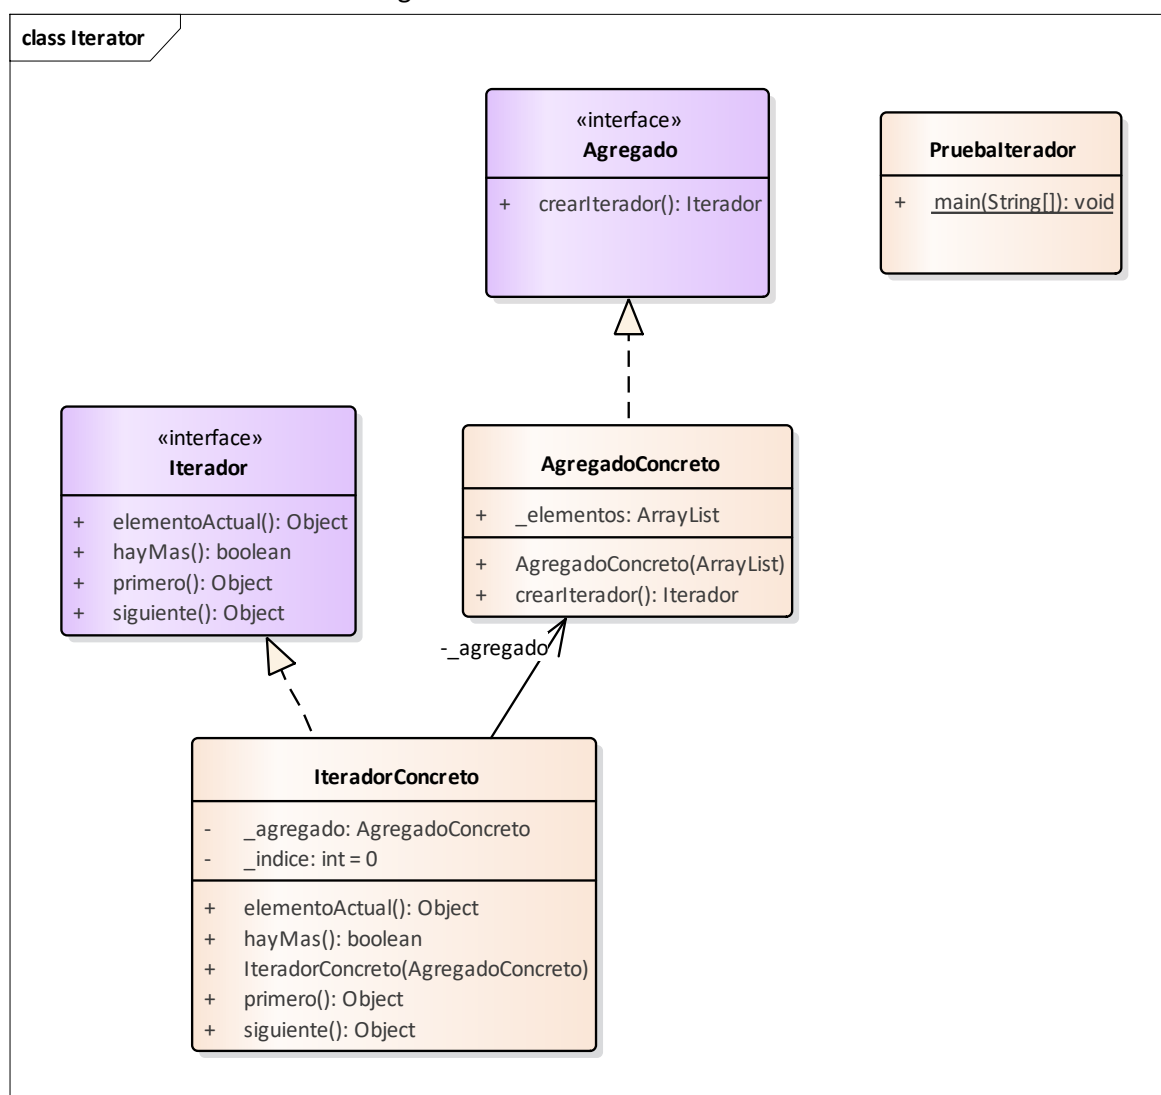 class Iterator
«interface»
Agregado
+ crearIterador(): Iterador
PruebaIterador
+ main(String[]): void
«interface»
Iterador
+ elementoActual(): Object
+ hayMas(): boolean
+ primero(): Object
+ siguiente(): Object
AgregadoConcreto
+ _elementos: ArrayList
+ AgregadoConcreto(ArrayList)
+ crearIterador(): Iterador
-_agregado
IteradorConcreto
- _agregado: AgregadoConcreto
- _indice: int = 0
+ elementoActual(): Object
+ hayMas(): boolean
+ IteradorConcreto(AgregadoConcreto)
+ primero(): Object
+ siguiente(): Object